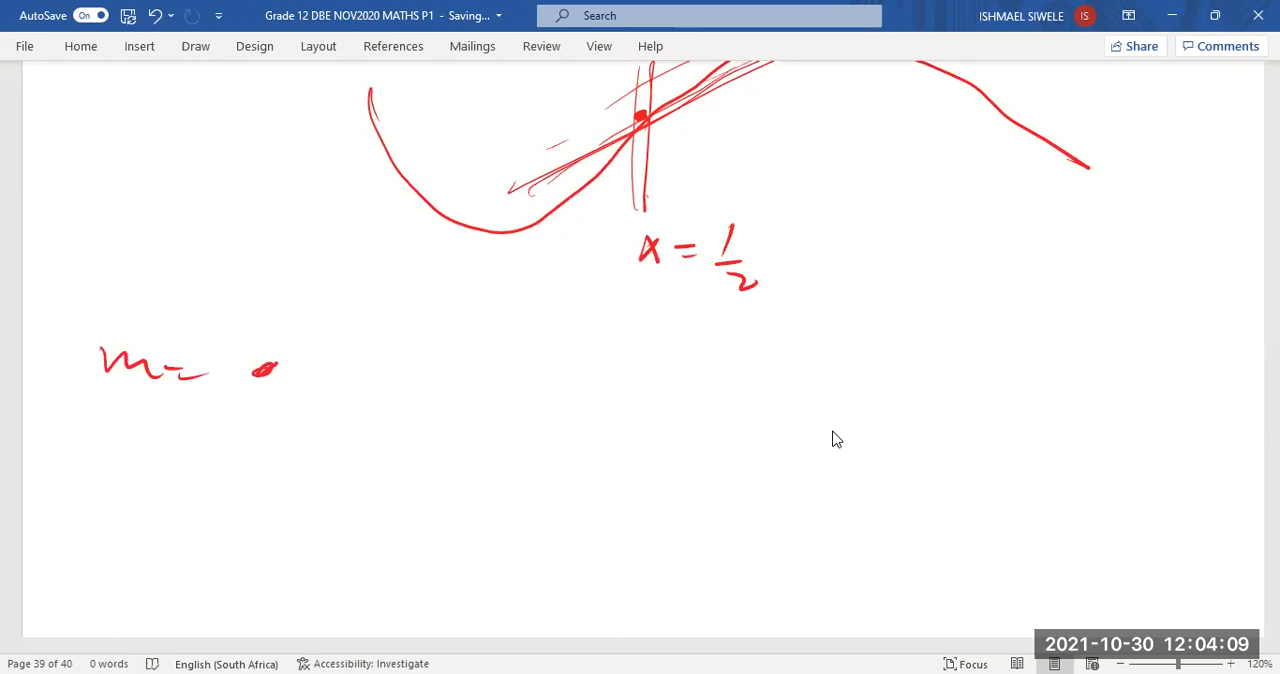 AutoSave On Grade 12 DBE NOV2020 MATHS P1 - Saving... Search ISHMAEL SIWELE IS
File Home Insert Draw Design Layout References Mailings Review View Help Share Comments
x = 1/2
m =
2021-10-30 12:04:09
Page 39 of 40 0 words English (South Africa) Accessibility: Investigate Focus 120%